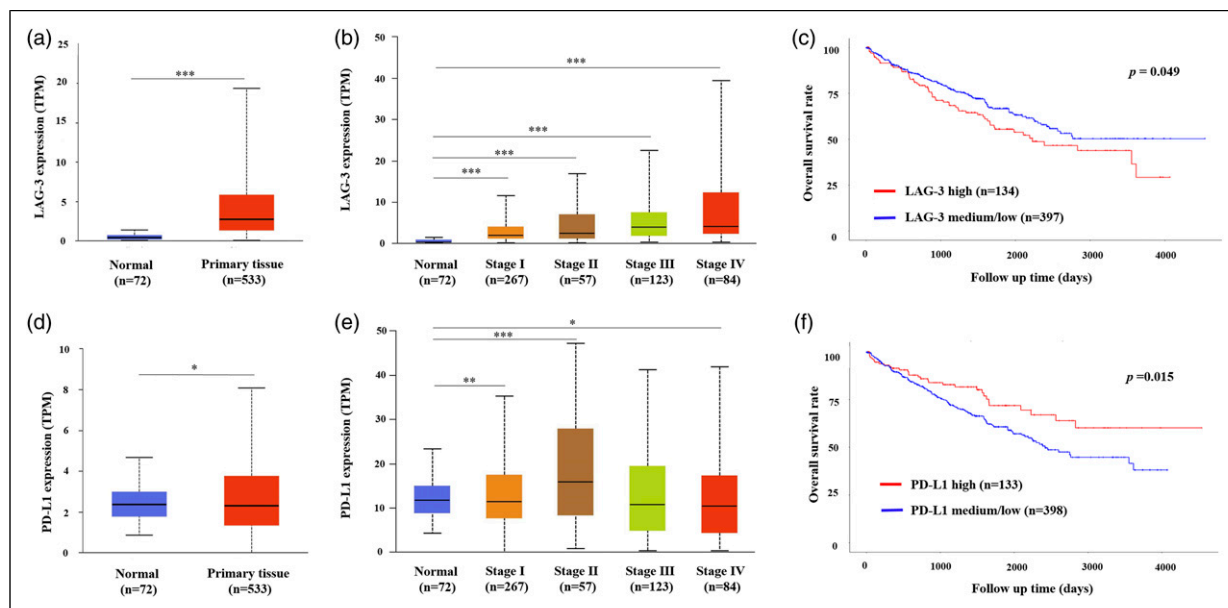 (a)
LAG-3 expression (TPM)
25
20
15
10
5
0
***
Normal
(n=72)
Primary tissue
(n=533)
(b)
LAG-3 expression (TPM)
50
40
30
20
10
0
***
***
***
***
Normal
(n=72)
Stage I
(n=267)
Stage II
(n=57)
Stage III
(n=123)
Stage IV
(n=84)
(c)
Overall survival rate
100
75
50
25
p = 0.049
LAG-3 high (n=134)
LAG-3 medium/low (n=397)
0 1000 2000 3000 4000
Follow up time (days)
(d)
PD-L1 expression (TPM)
10
8
6
4
2
0
*
Normal
(n=72)
Primary tissue
(n=533)
(e)
PD-L1 expression (TPM)
50
40
30
20
10
0
*
***
**
Normal
(n=72)
Stage I
(n=267)
Stage II
(n=57)
Stage III
(n=123)
Stage IV
(n=84)
(f)
Overall survival rate
100
75
50
25
p =0.015
PD-L1 high (n=133)
PD-L1 medium/low (n=398)
0 1000 2000 3000 4000
Follow up time (days)